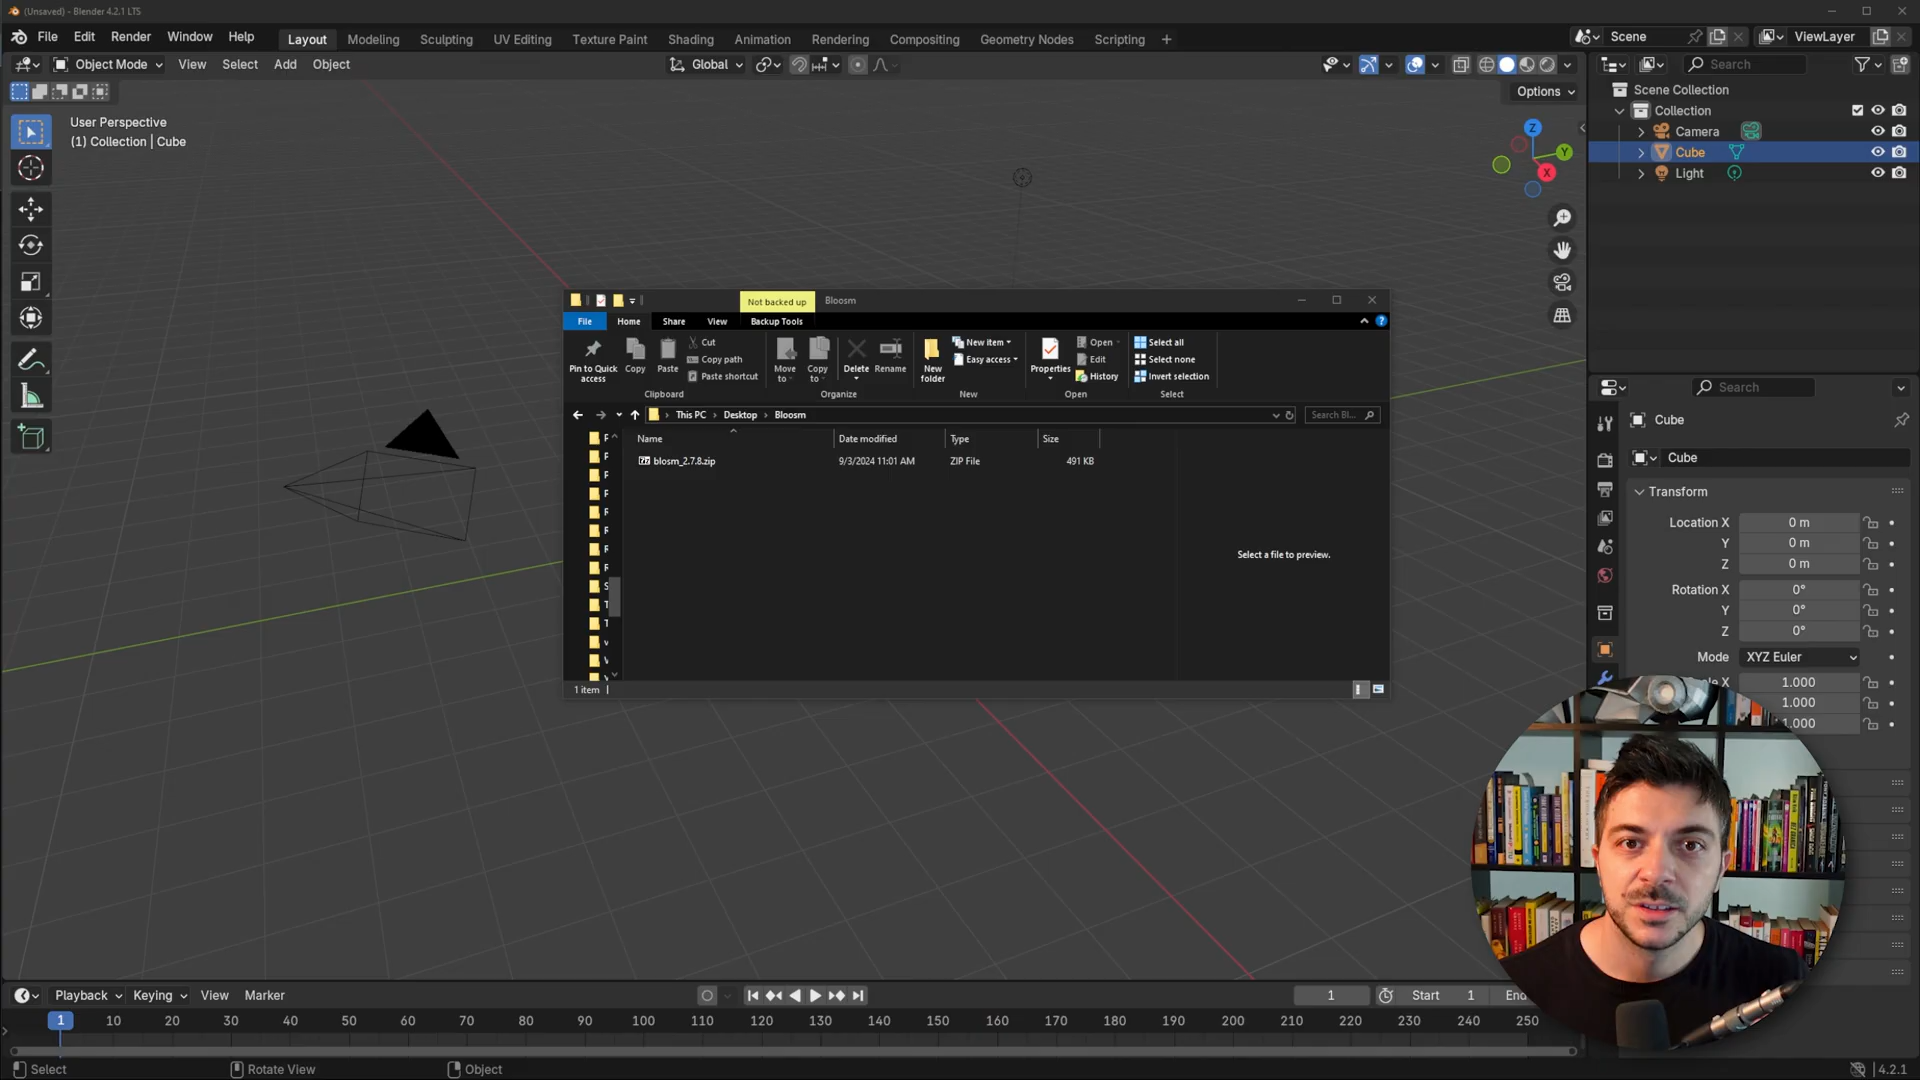 (Unsaved) - Blender 4.2.1 LTS
File Edit Render Window Help Layout Modeling Sculpting UV Editing Texture Paint Shading Animation Rendering Compositing Geometry Nodes Scripting + Scene ViewLayer
Object Mode View Select Add Object Global Search
Options
User Perspective
(1) Collection | Cube
Z
Y
X
Scene Collection
Collection
Camera
Cube
Light
Not backed up Bloosm
File Home Share View Backup Tools
Pin to Quick access
Copy
Paste
Cut
Copy path
Paste shortcut
Clipboard
Move to
Copy to
Delete
Rename
Organize
New folder
New item
Easy access
New
Properties
Open
Edit
History
Open
Select all
Select none
Invert selection
Select
This PC > Desktop > Bloosm Search Bl...
Name Date modified Type Size
blosm_2.7.8.zip 9/3/2024 11:01 AM ZIP File 491 KB
Select a file to preview.
1 item
Search
Cube
Cube
Transform
Location X 0 m
Y 0 m
Z 0 m
Rotation X 0°
Y 0°
Z 0°
Mode XYZ Euler
X 1.000
1.000
1.000
Playback Keying View Marker 1 Start 1 End
1 10 20 30 40 50 60 70 80 90 100 110 120 130 140 150 160 170 180 190 200 210 220 230 240 250
Select Rotate View Object 4.2.1